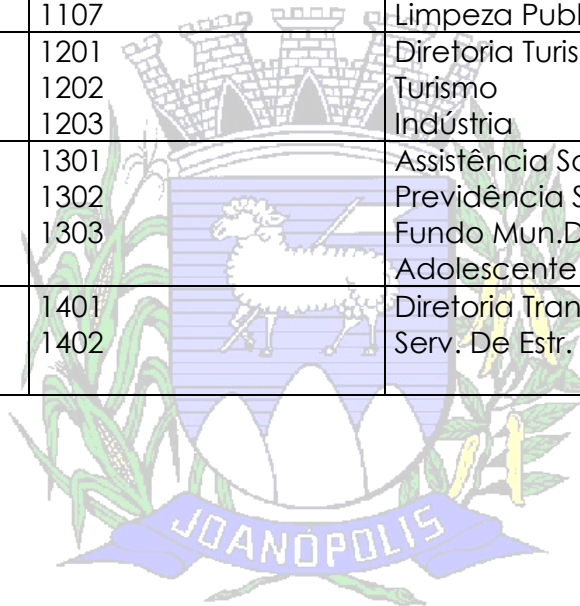 1107 Limpeza Publ
1201 Diretoria Turis
1202 Turismo
1203 Indústria
1301 Assistência So
1302 Previdência S
1303 Fundo Mun.D
Adolescente
1401 Diretoria Tran
1402 Serv. De Estr.
JOANÓPOLIS